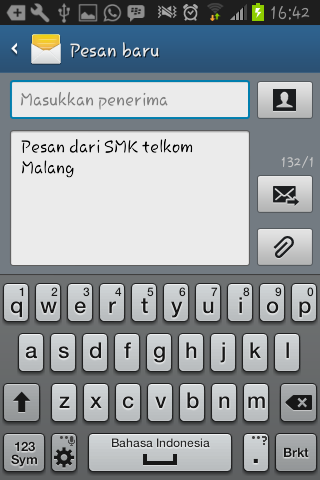 16:42
Pesan baru
Masukkan penerima
Pesan dari SMK telkom
Malang
132/1
1 2 3 4 5 6 7 8 9 0
q w e r t y u i o p
a s d f g h j k l
z x c v b n m
123
Sym
Bahasa Indonesia
,,?
.
Brkt